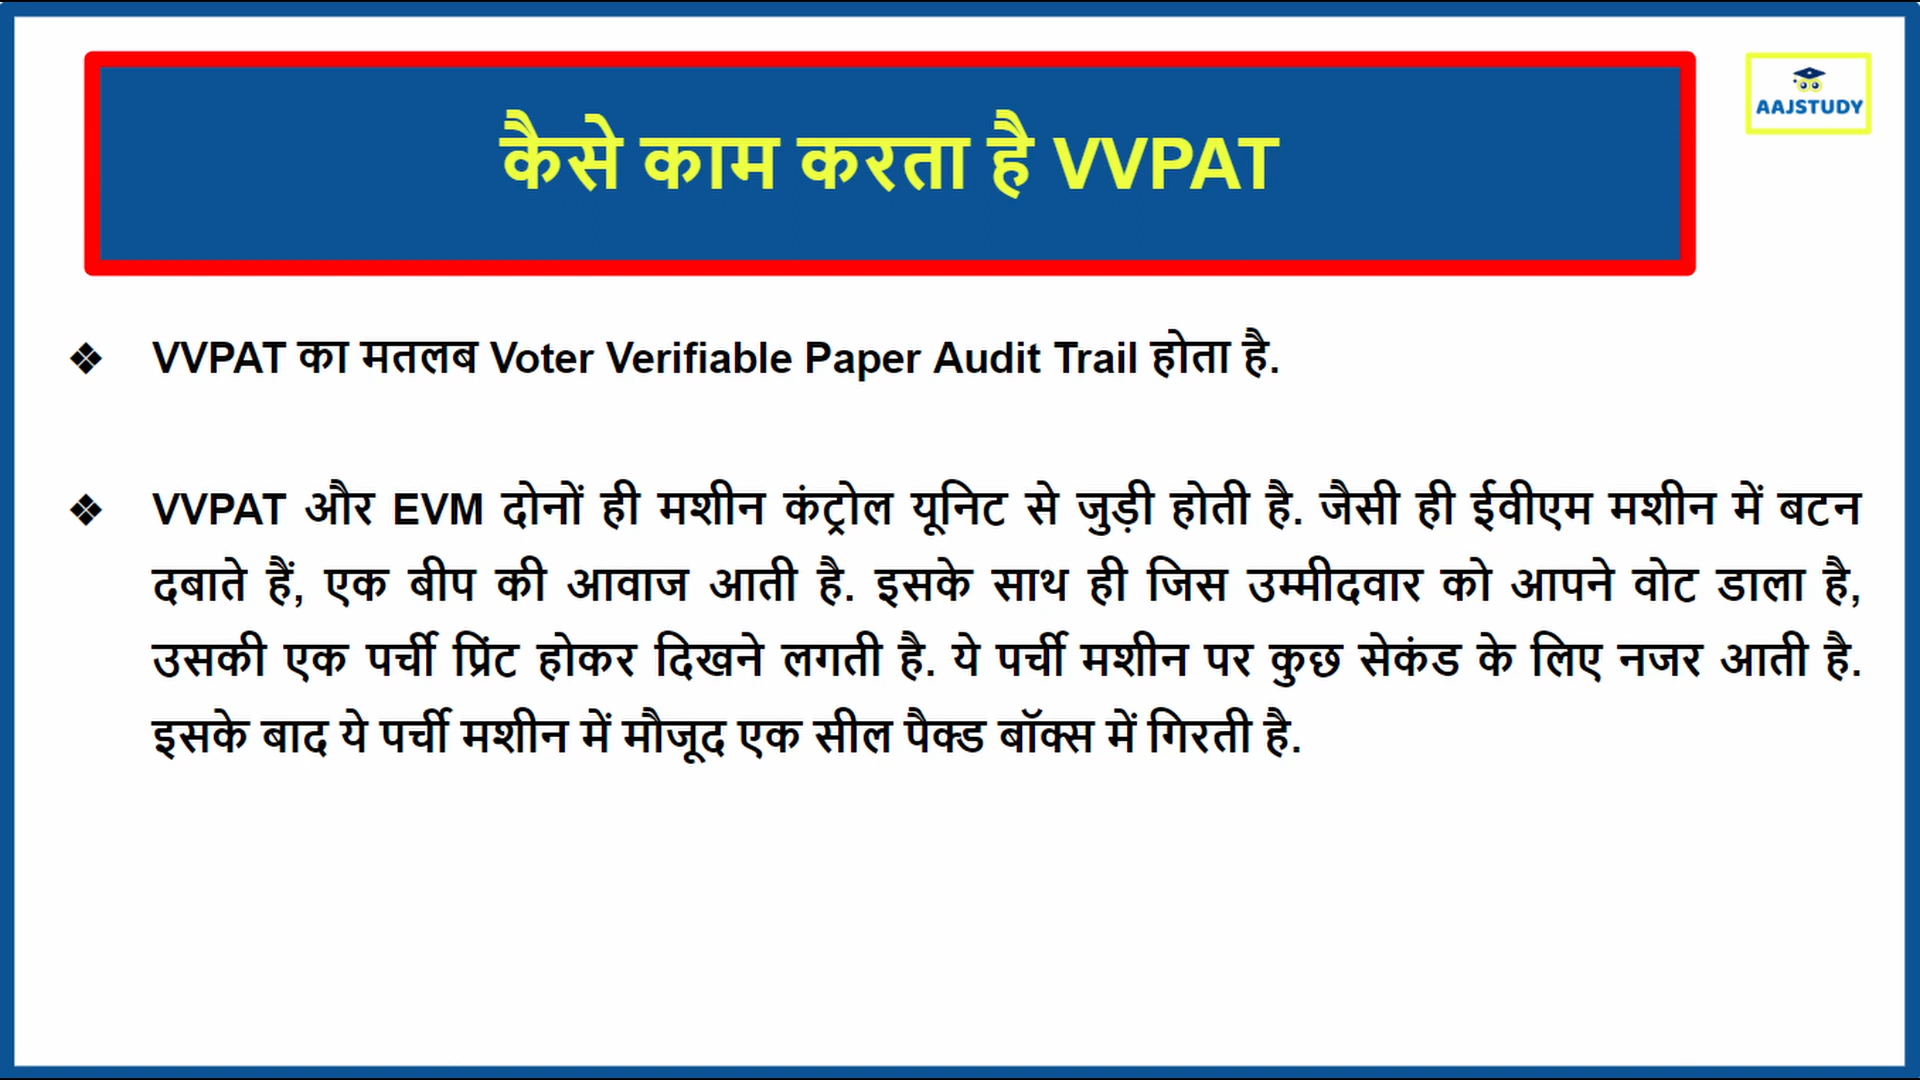 कैसे काम करता है VVPAT
AAJSTUDY
❖ VVPAT का मतलब Voter Verifiable Paper Audit Trail होता है.
❖ VVPAT और EVM दोनों ही मशीन कंट्रोल यूनिट से जुड़ी होती है. जैसी ही ईवीएम मशीन में बटन
दबाते हैं, एक बीप की आवाज आती है. इसके साथ ही जिस उम्मीदवार को आपने वोट डाला है,
उसकी एक पर्ची प्रिंट होकर दिखने लगती है. ये पर्ची मशीन पर कुछ सेकंड के लिए नजर आती है.
इसके बाद ये पर्ची मशीन में मौजूद एक सील पैक्ड बॉक्स में गिरती है.